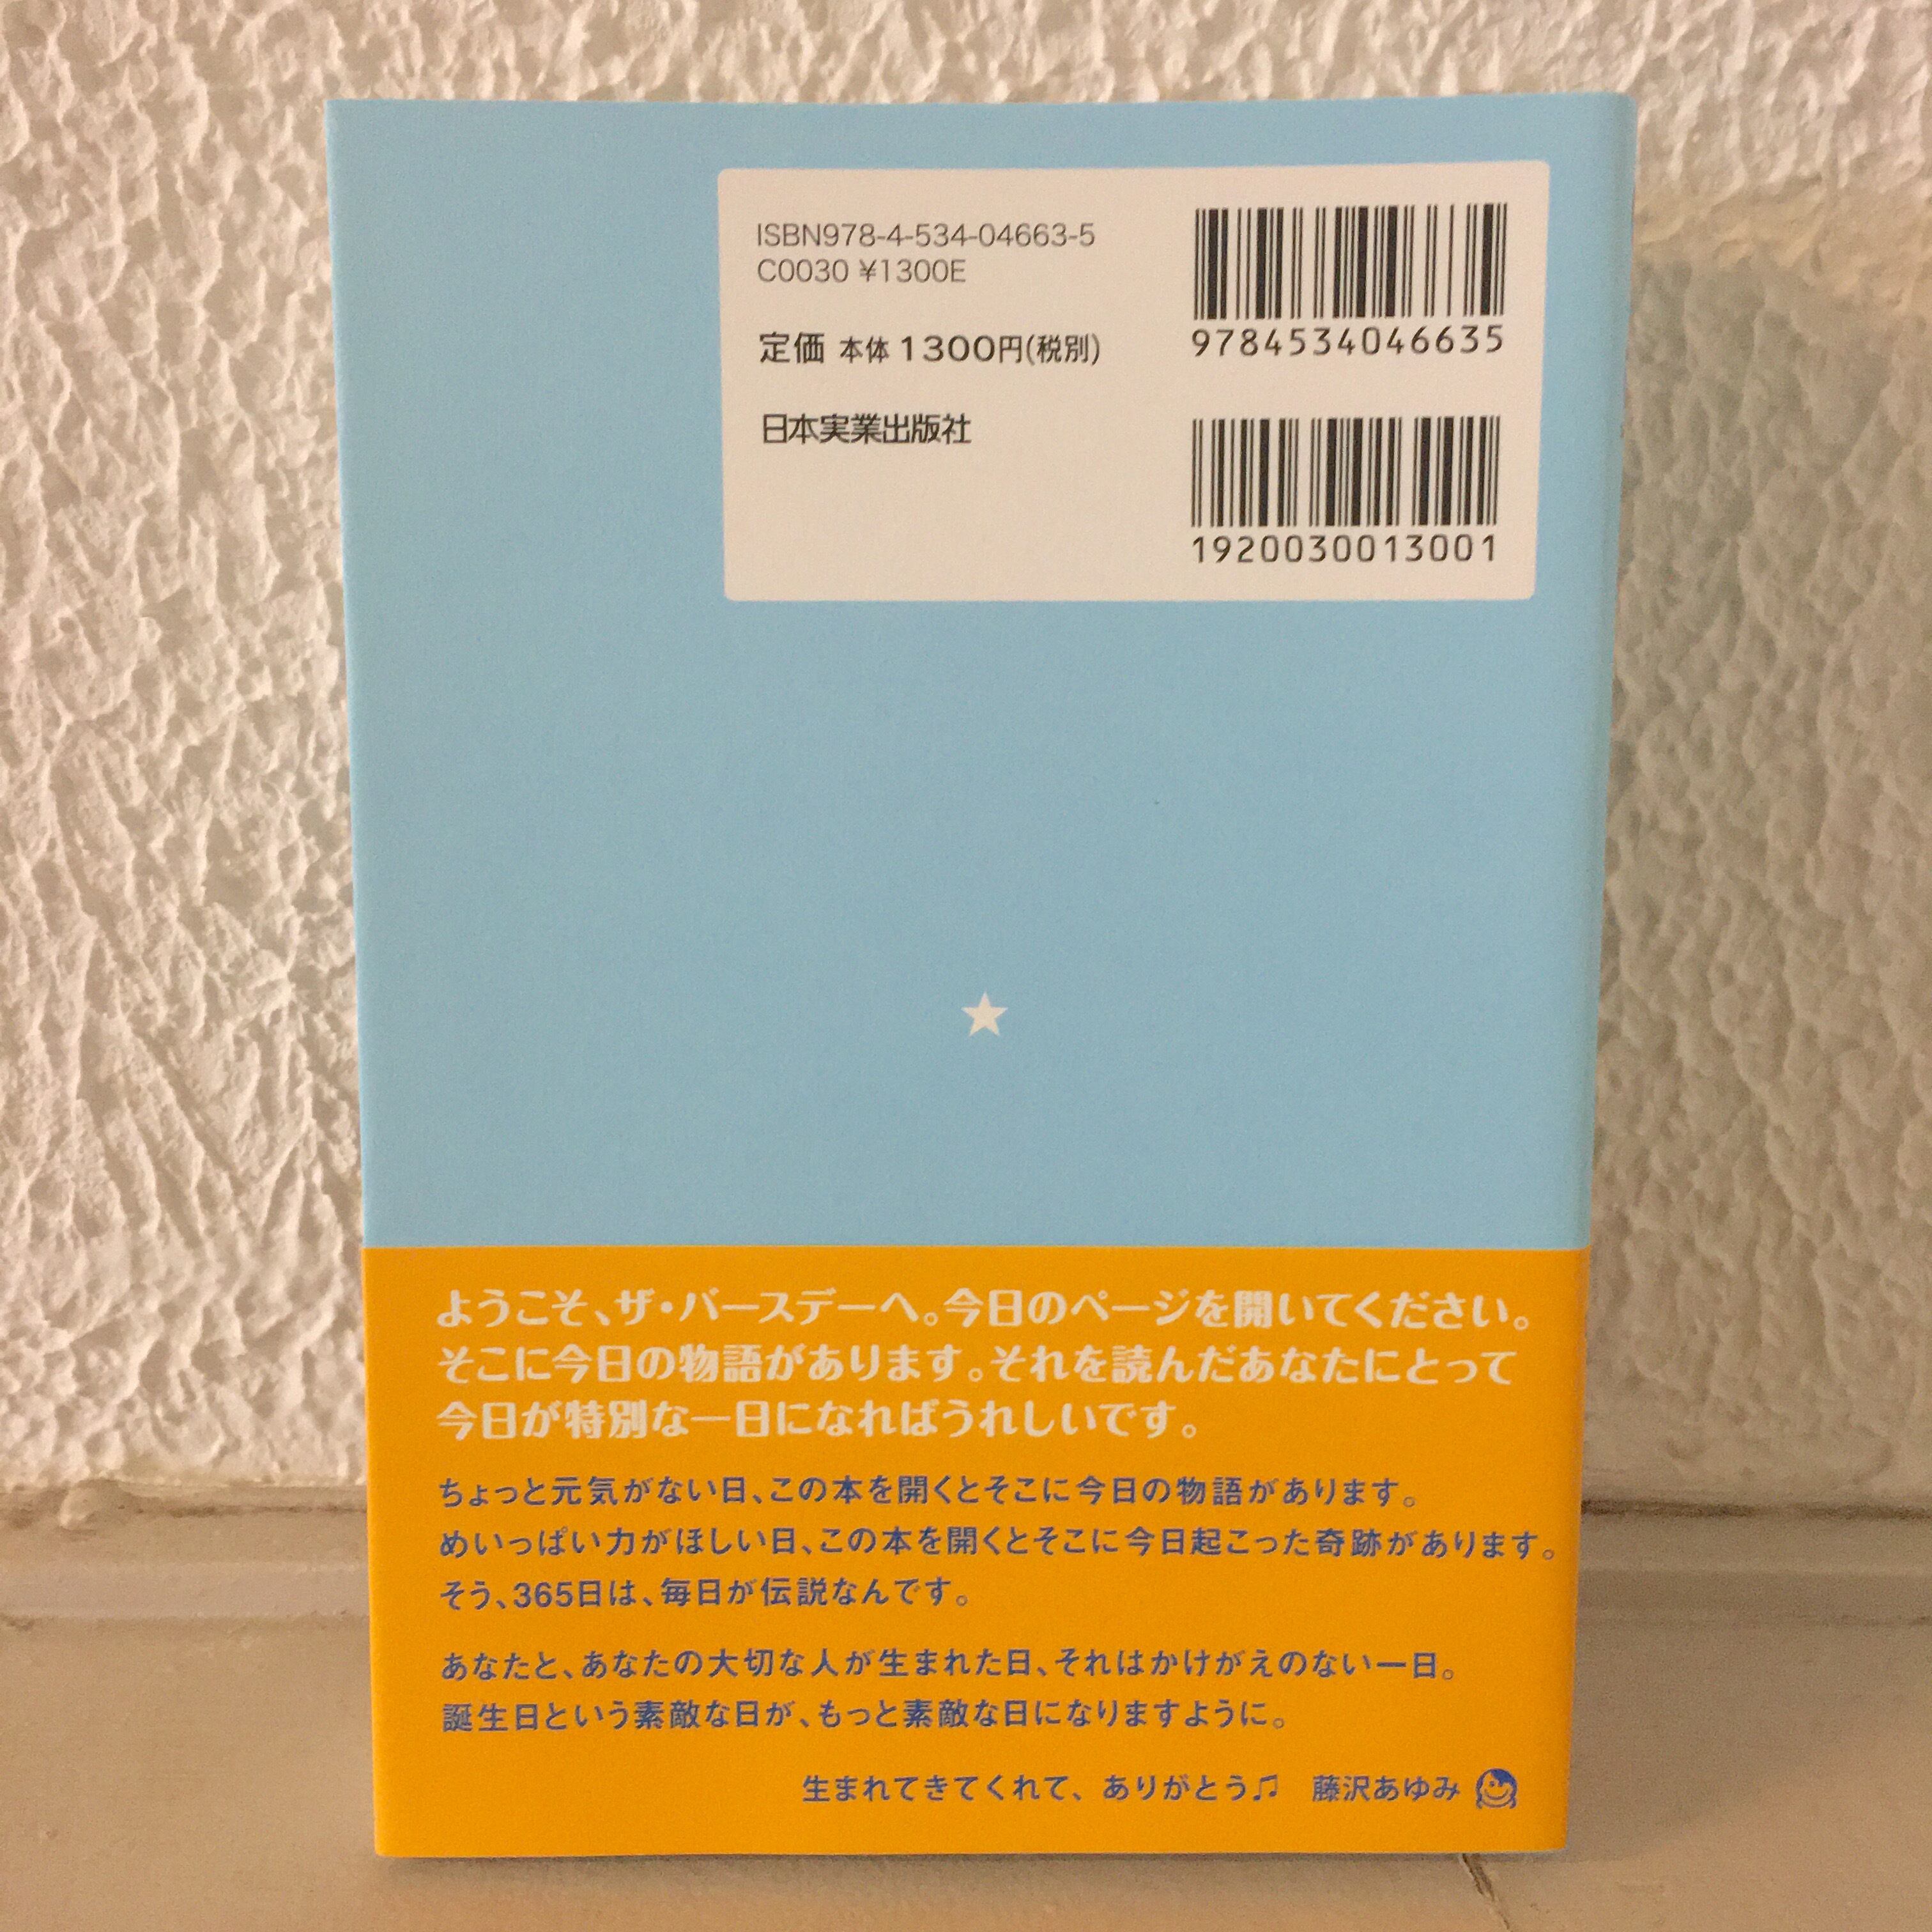 ISBN978-4-534-04663-5
C0030 ¥1300E
定価 本体1300円(税別)
日本実業出版社
9784534046635
1920030013001
ようこそ、ザ・バースデーへ。今日のページを開いてください。
そこに今日の物語があります。それを読んだあなたにとって
今日が特別な一日になればうれしいです。
ちょっと元気がない日、この本を開くとそこに今日の物語があります。
めいっぱい力がほしい日、この本を開くとそこに今日起こった奇跡があります。
そう、365日は、毎日が伝説なんです。
あなたと、あなたの大切な人が生まれた日、それはかけがえのない一日。
誕生日という素敵な日が、もっと素敵な日になりますように。
生まれてきてくれて、ありがとう♫ 藤沢あゆみ